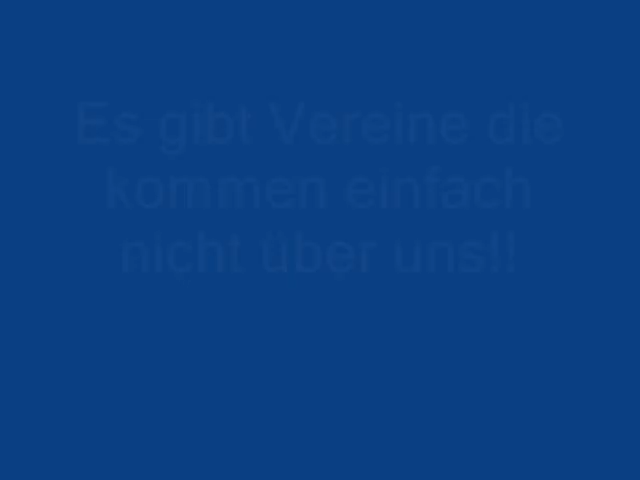 Es gibt Vereine die
kommen einfach
nicht über uns!!